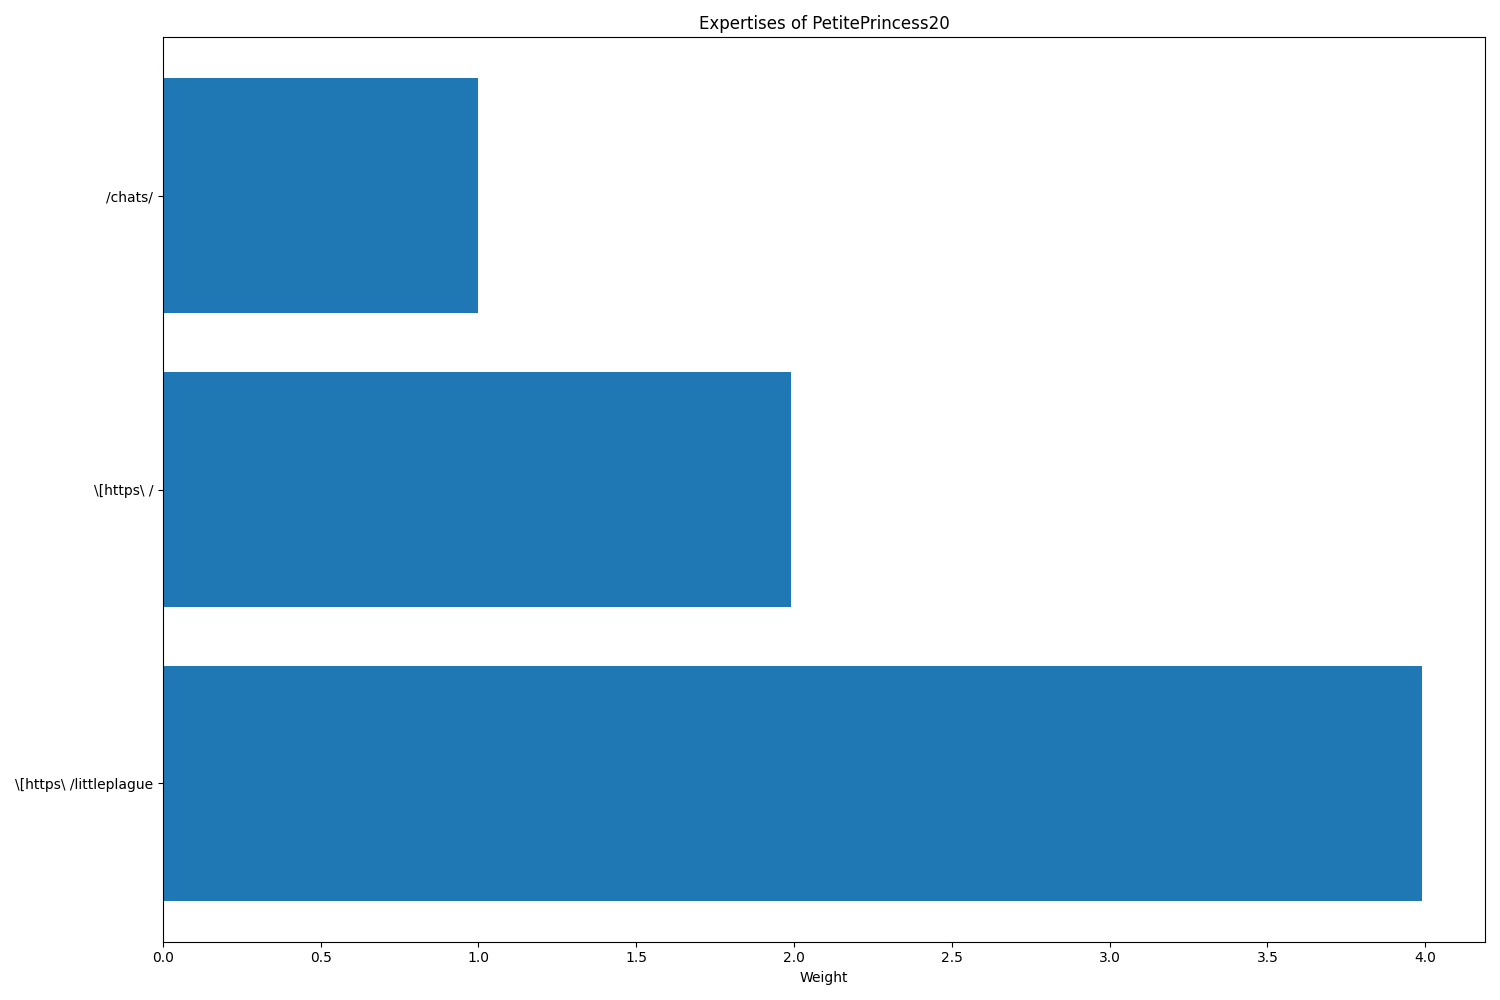 Expertises of PetitePrincess20
/chats/
\[https\ /
\[https\ /littleplague
0.0 0.5 1.0 1.5 2.0 2.5 3.0 3.5 4.0
Weight